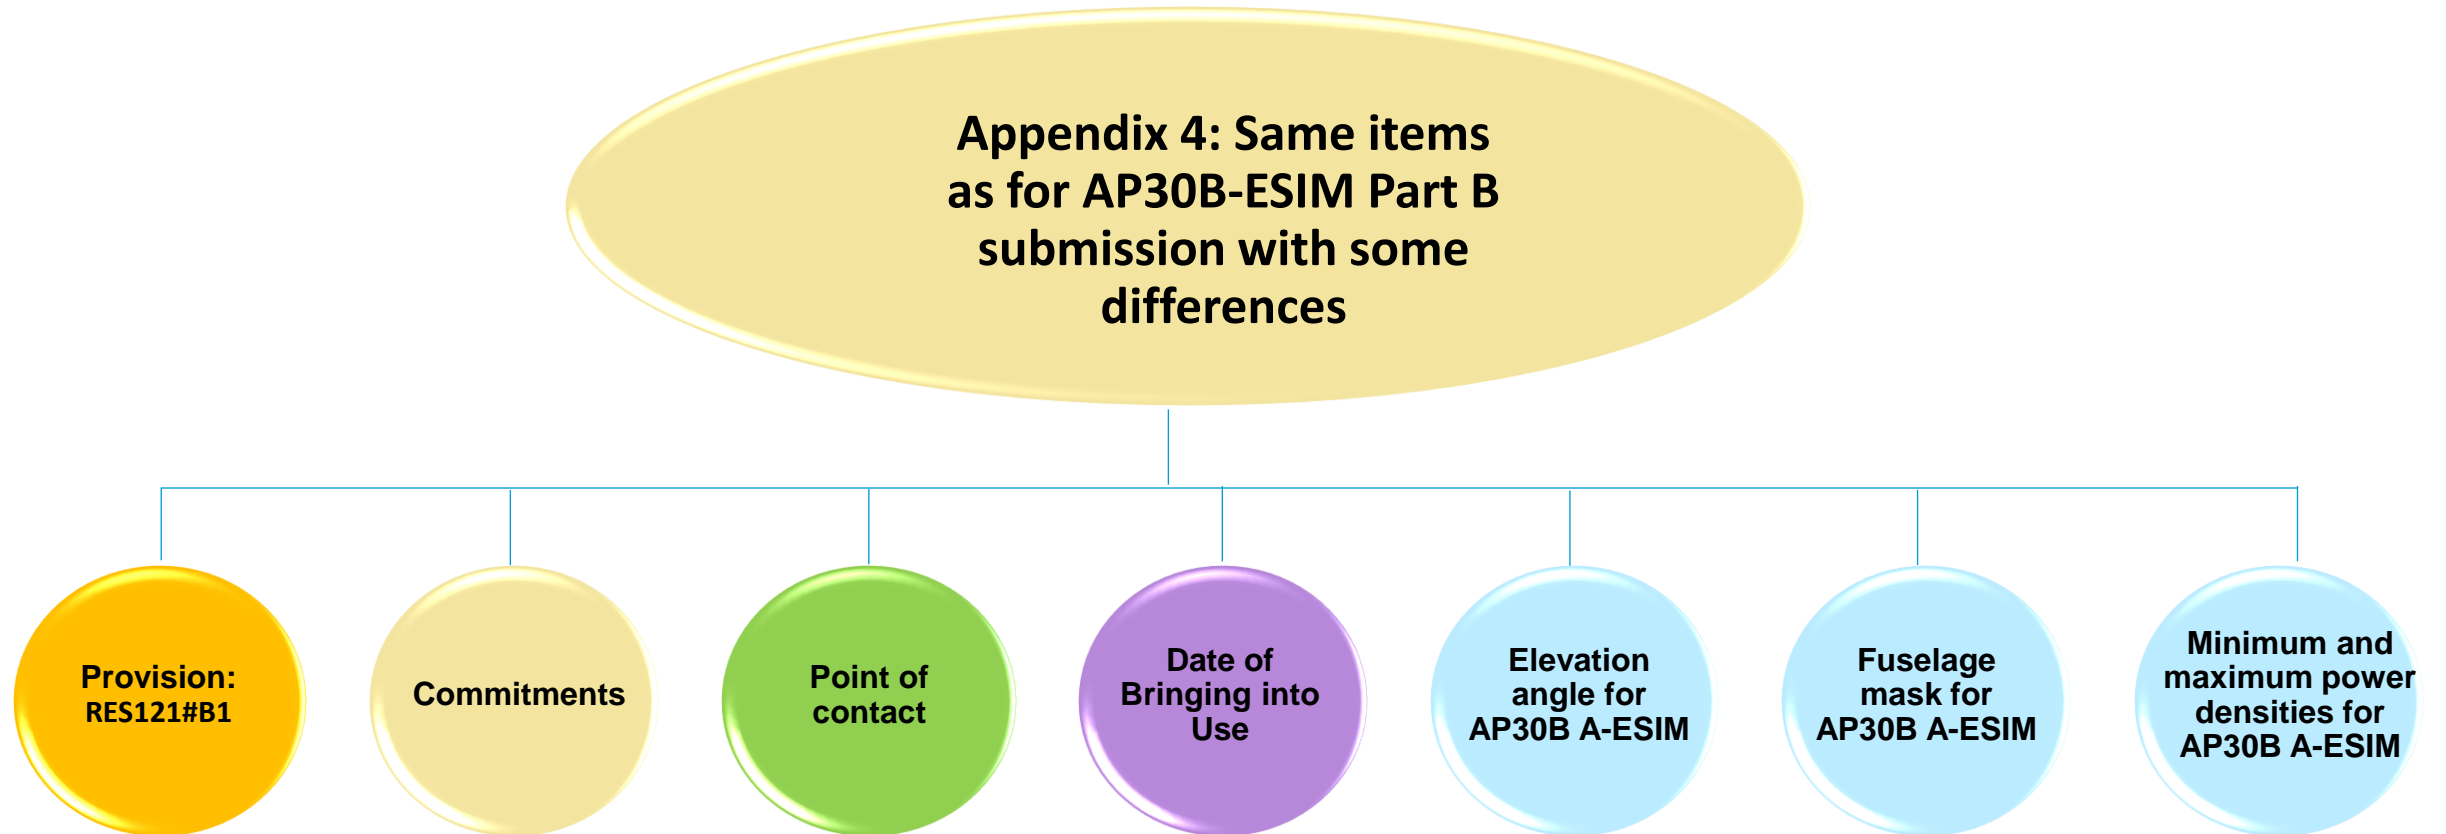 Appendix 4: Same items
as for AP30B-ESIM Part B
submission with some
differences
Provision:
RES121#B1
Commitments
Point of
contact
Date of
Bringing into
Use
Elevation
angle for
AP30B A-ESIM
Fuselage
mask for
AP30B A-ESIM
Minimum and
maximum power
densities for
AP30B A-ESIM